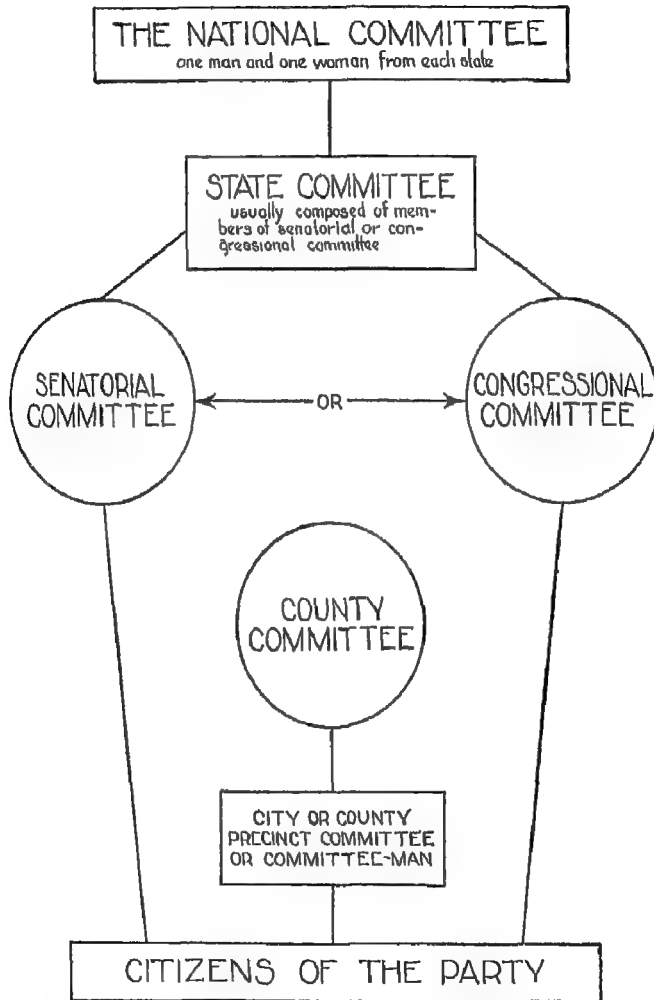 THE NATIONAL COMMITTEE
one man and one woman from each state
STATE COMMITTEE
usually composed of mem-
bers of senatorial or con-
gressional committee
SENATORIAL
COMMITTEE
OR
CONGRESSIONAL
COMMITTEE
COUNTY
COMMITTEE
CITY OR COUNTY
PRECINCT COMMITTEE
OR COMMITTEE-MAN
CITIZENS OF THE PARTY